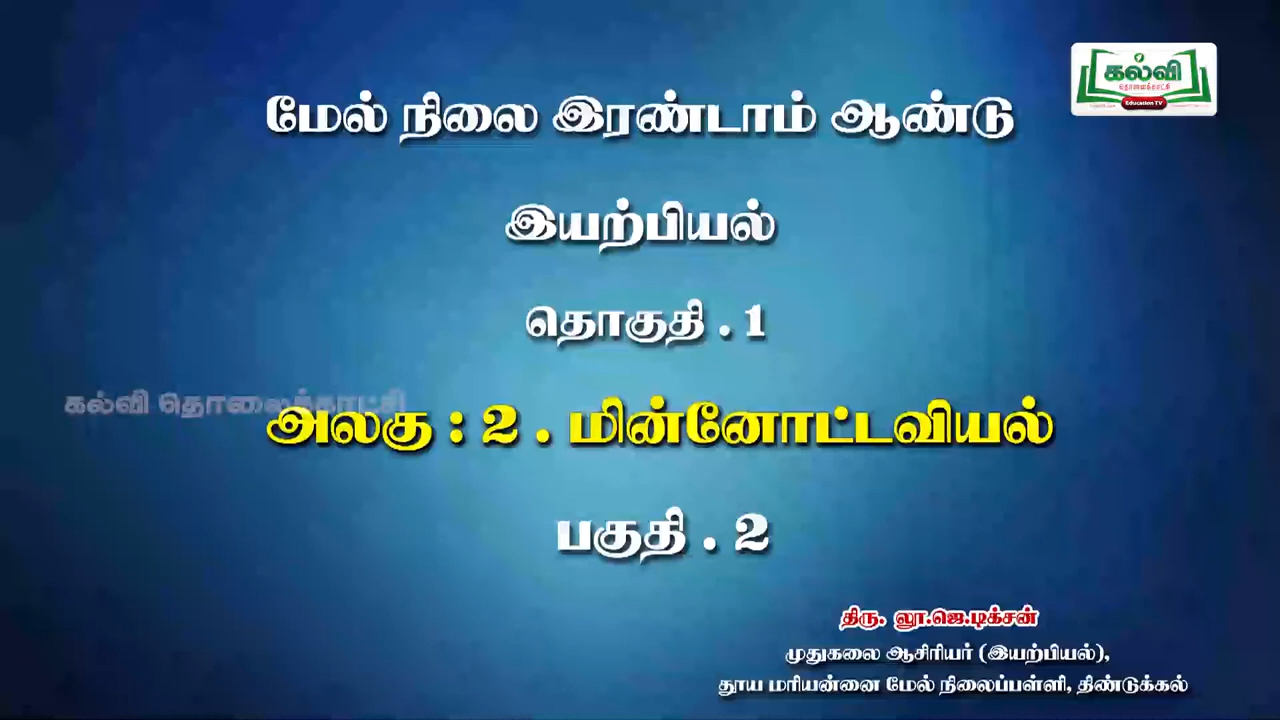 கல்வி
தொலைக்காட்சி
Education TV
மேல் நிலை இரண்டாம் ஆண்டு
இயற்பியல்
தொகுதி . 1
கல்வி தொலைக்காட்சி
அலகு : 2 . மின்னோட்டவியல்
பகுதி . 2
திரு. லூ.ஜெ.டிக்சன்
முதுகலை ஆசிரியர் (இயற்பியல்),
தூய மரியன்னை மேல் நிலைப்பள்ளி, திண்டுக்கல்